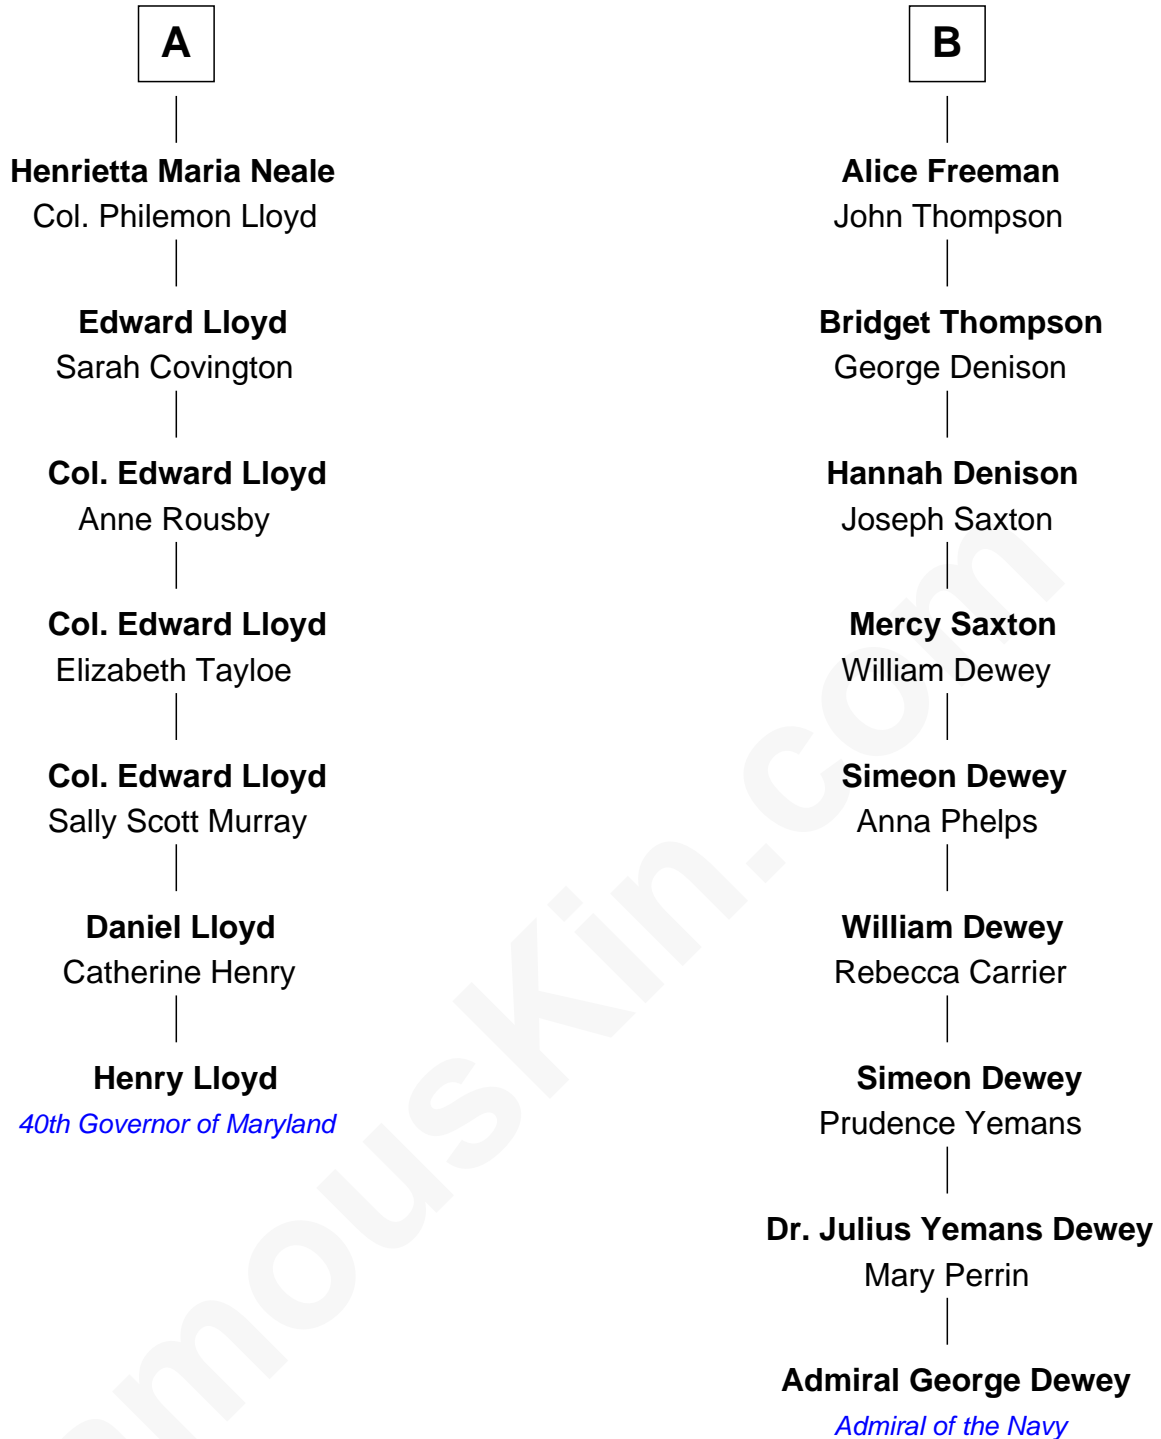 A
Henrietta Maria Neale
Col. Philemon Lloyd
Edward Lloyd
Sarah Covington
Col. Edward Lloyd
Anne Rousby
Col. Edward Lloyd
Elizabeth Tayloe
Col. Edward Lloyd
Sally Scott Murray
Daniel Lloyd
Catherine Henry
Henry Lloyd
40th Governor of Maryland
B
Alice Freeman
John Thompson
Bridget Thompson
George Denison
Hannah Denison
Joseph Saxton
Mercy Saxton
William Dewey
Simeon Dewey
Anna Phelps
William Dewey
Rebecca Carrier
Simeon Dewey
Prudence Yemans
Dr. Julius Yemans Dewey
Mary Perrin
Admiral George Dewey
Admiral of the Navy
amouskin.com